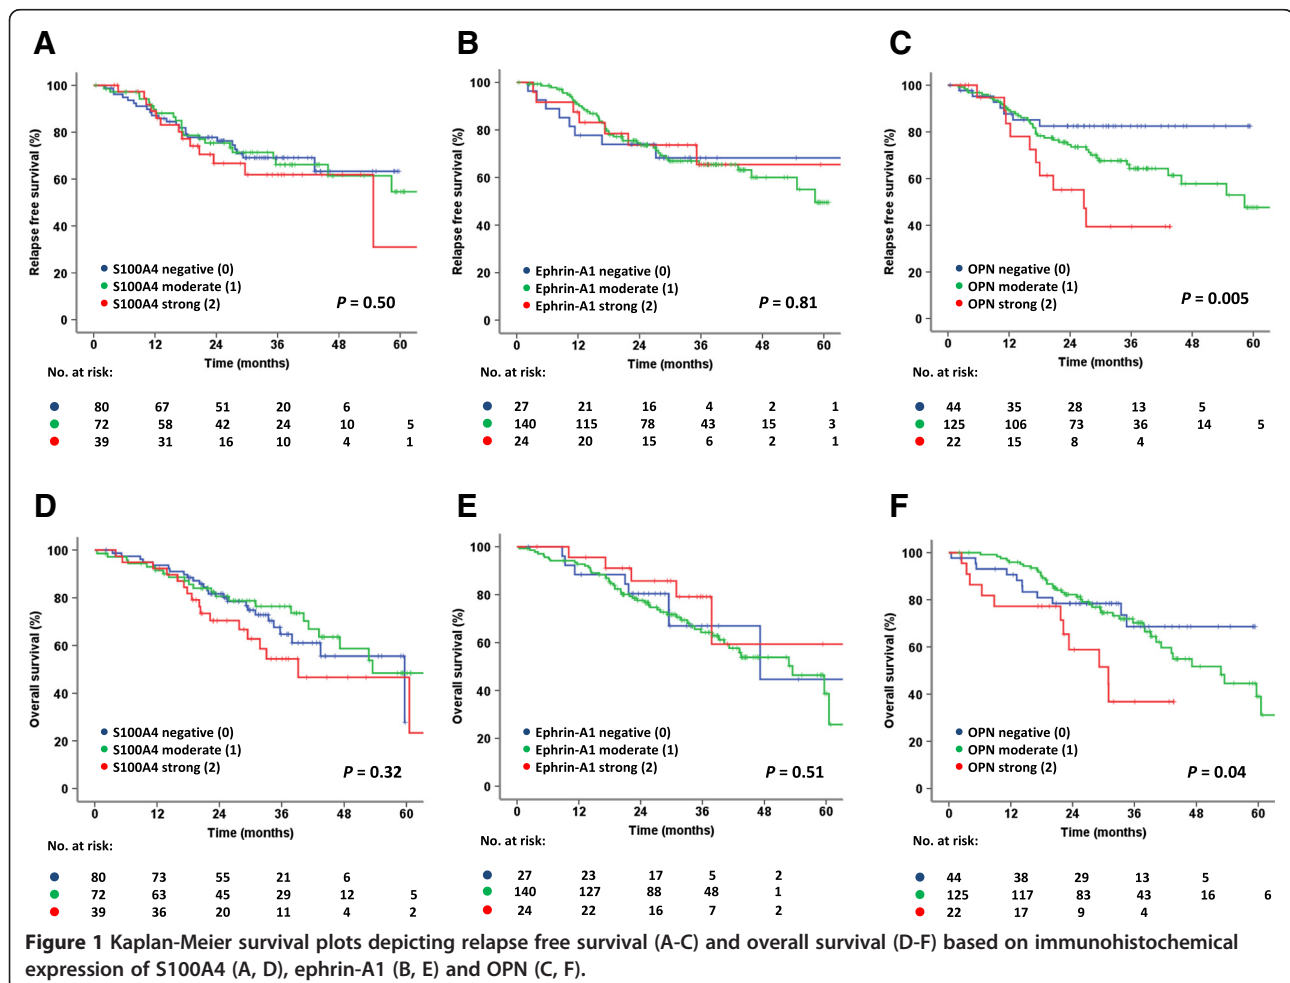 A
Relapse free survival (%)
100
80
60
40
20
0
S100A4 negative (0)
S100A4 moderate (1)
S100A4 strong (2)
P = 0.50
0 12 24 36 48 60
Time (months)
No. at risk:
80 67 51 20 6
72 58 42 24 10 5
39 31 16 10 4 1
B
Relapse free survival (%)
100
80
60
40
20
0
Ephrin-A1 negative (0)
Ephrin-A1 moderate (1)
Ephrin-A1 strong (2)
P = 0.81
0 12 24 36 48 60
Time (months)
No. at risk:
27 21 16 4 2 1
140 115 78 43 15 3
24 20 15 6 2 1
C
Relapse free survival (%)
100
80
60
40
20
0
OPN negative (0)
OPN moderate (1)
OPN strong (2)
P = 0.005
0 12 24 36 48 60
Time (months)
No. at risk:
44 35 28 13 5
125 106 73 36 14 5
22 15 8 4
D
Overall survival (%)
100
80
60
40
20
0
S100A4 negative (0)
S100A4 moderate (1)
S100A4 strong (2)
P = 0.32
0 12 24 36 48 60
Time (months)
No. at risk:
80 73 55 21 6
72 63 45 29 12 5
39 36 20 11 4 2
E
Overall survival (%)
100
80
60
40
20
0
Ephrin-A1 negative (0)
Ephrin-A1 moderate (1)
Ephrin-A1 strong (2)
P = 0.51
0 12 24 36 48 60
Time (months)
No. at risk:
27 23 17 5 2
140 127 88 48 1
24 22 16 7 2
F
Overall survival (%)
100
80
60
40
20
0
OPN negative (0)
OPN moderate (1)
OPN strong (2)
P = 0.04
0 12 24 36 48 60
Time (months)
No. at risk:
44 38 29 13 5
125 117 83 43 16 6
22 17 9 4
Figure 1 Kaplan-Meier survival plots depicting relapse free survival (A-C) and overall survival (D-F) based on immunohistochemical
expression of S100A4 (A, D), ephrin-A1 (B, E) and OPN (C, F).